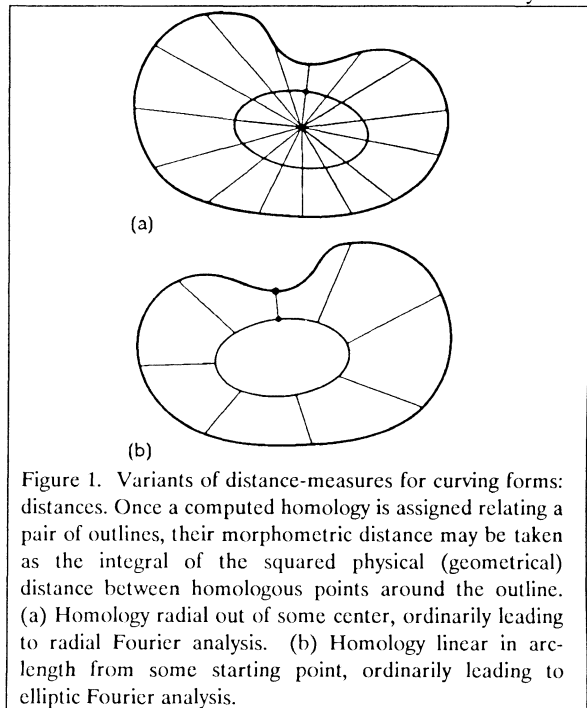 (a)
(b)
Figure 1. Variants of distance-measures for curving forms:
distances. Once a computed homology is assigned relating a
pair of outlines, their morphometric distance may be taken
as the integral of the squared physical (geometrical)
distance between homologous points around the outline.
(a) Homology radial out of some center, ordinarily leading
to radial Fourier analysis. (b) Homology linear in arc-
length from some starting point, ordinarily leading to
elliptic Fourier analysis.